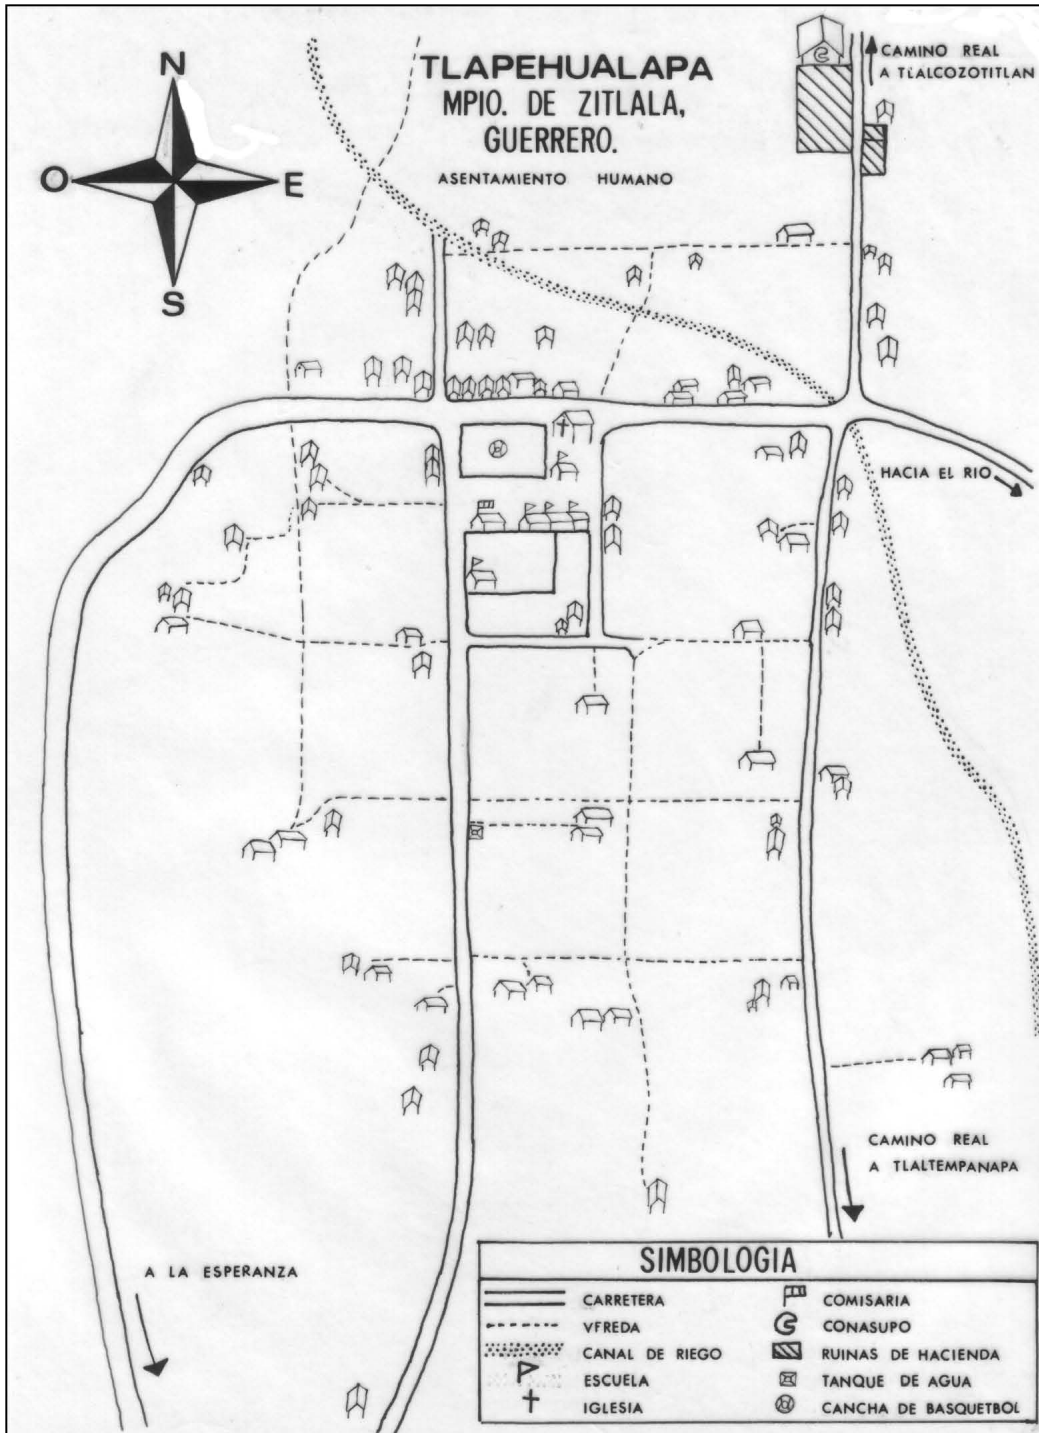 N
O
E
S
TLAPEHUALAPA
MPIO. DE ZITLALA,
GUERRERO.
ASENTAMIENTO HUMANO
CAMINO REAL
A TLALCOZOTITLAN
HACIA EL RIO
CAMINO REAL
A TLALTEMPANAPA
A LA ESPERANZA
SIMBOLOGIA
CARRETERA
VFREDA
CANAL DE RIEGO
ESCUELA
IGLESIA
COMISARIA
CONASUPO
RUINAS DE HACIENDA
TANQUE DE AGUA
CANCHA DE BASQUETBOL